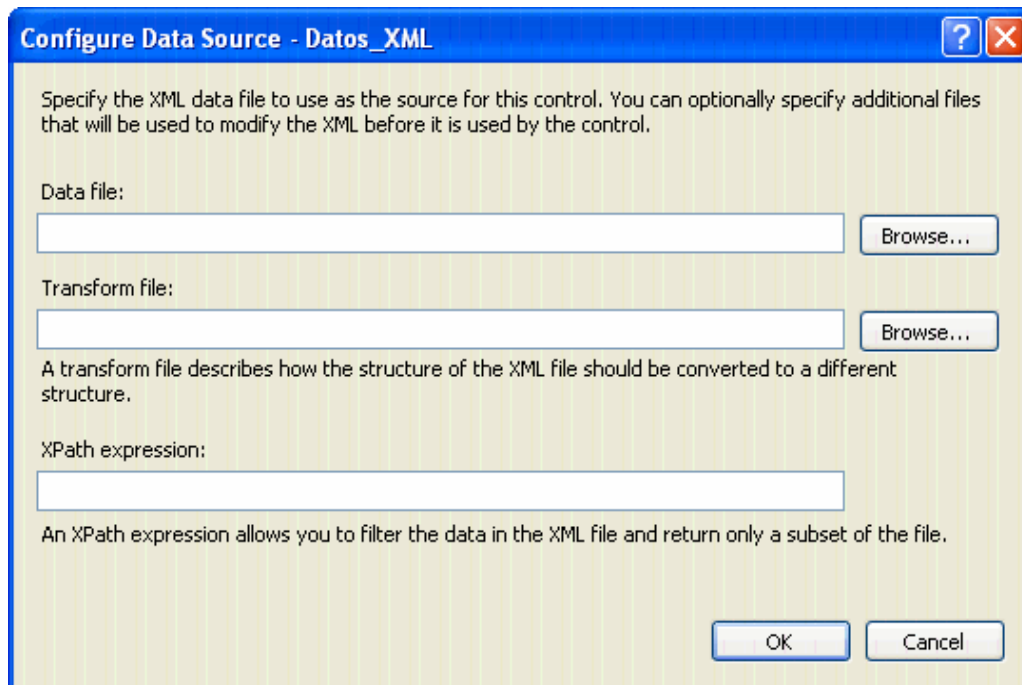 Configure Data Source - Datos_XML
Specify the XML data file to use as the source for this control. You can optionally specify additional files
that will be used to modify the XML before it is used by the control.
Data file:
Browse...
Transform file:
Browse...
A transform file describes how the structure of the XML file should be converted to a different
structure.
XPath expression:
An XPath expression allows you to filter the data in the XML file and return only a subset of the file.
OK Cancel